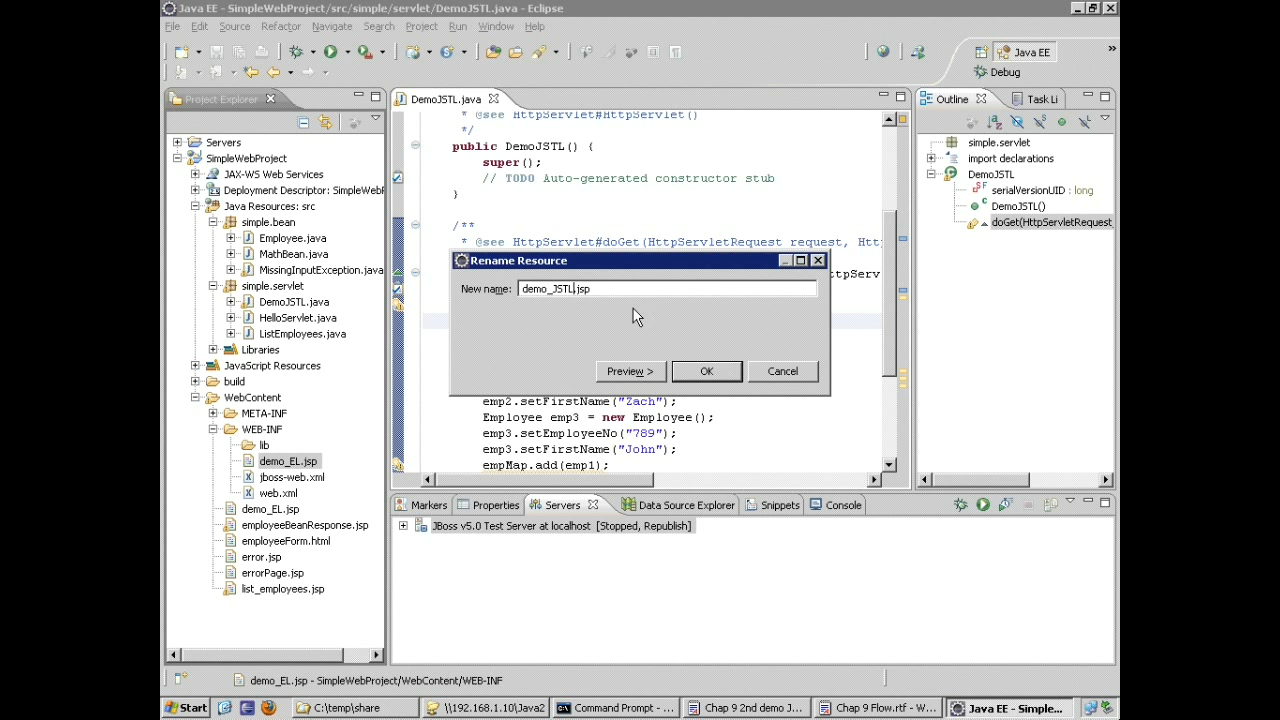 Java EE - SimpleWebProject/src/simple/servlet/DemoJSTL.java - Eclipse
File Edit Source Refactor Navigate Search Project Run Window Help
Java EE
»
Debug
Project Explorer
Servers
SimpleWebProject
JAX-WS Web Services
Deployment Descriptor: SimpleWebP
Java Resources: src
simple.bean
Employee.java
MathBean.java
MissingInputException.java
simple.servlet
DemoJSTL.java
HelloServlet.java
ListEmployees.java
Libraries
JavaScript Resources
build
WebContent
META-INF
WEB-INF
lib
demo_EL.jsp
jboss-web.xml
web.xml
demo_EL.jsp
employeeBeanResponse.jsp
employeeForm.html
error.jsp
errorPage.jsp
list_employees.jsp
DemoJSTL.java
* @see HttpServlet#HttpServlet()
*/
public DemoJSTL() {
super();
// TODO Auto-generated constructor stub
}
/**
* @see HttpServlet#doGet(HttpServletRequest request, Htt
ttpServ
Rename Resource
New name: demo_JSTL.jsp
Preview > OK Cancel
emp2.setFirstName("Zach");
Employee emp3 = new Employee();
emp3.setEmployeeNo("789");
emp3.setFirstName("John");
empMap.add(emp1);
Outline Task Li
simple.servlet
import declarations
DemoJSTL
serialVersionUID : long
DemoJSTL()
doGet(HttpServletRequest
Markers Properties Servers Data Source Explorer Snippets Console
JBoss v5.0 Test Server at localhost [Stopped, Republish]
demo_EL.jsp - SimpleWebProject/WebContent/WEB-INF
Start C:\temp\share \\192.168.1.10\Java2 Command Prompt - ... Chap 9 2nd demo J... Chap 9 Flow.rtf - W... Java EE - Simple...